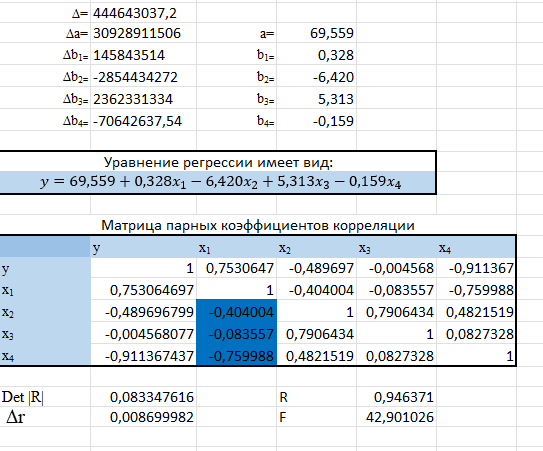 Δ= 444643037,2
Δa= 30928911506 a= 69,559
Δb₁= 145843514 b₁= 0,328
Δb₂= -2854434272 b₂= -6,420
Δb₃= 2362331334 b₃= 5,313
Δb₄= -70642637,54 b₄= -0,159
Уравнение регрессии имеет вид:
y = 69,559 + 0,328x₁ − 6,420x₂ + 5,313x₃ − 0,159x₄
Матрица парных коэффициентов корреляции
y x₁ x₂ x₃ x₄
y 1 0,7530647 -0,489697 -0,004568 -0,911367
x₁ 0,753064697 1 -0,404004 -0,083557 -0,759988
x₂ -0,489696799 -0,404004 1 0,7906434 0,4821519
x₃ -0,004568077 -0,083557 0,7906434 1 0,0827328
x₄ -0,911367437 -0,759988 0,4821519 0,0827328 1
Det |R| 0,083347616 R 0,946371
Δr 0,008699982 F 42,901026